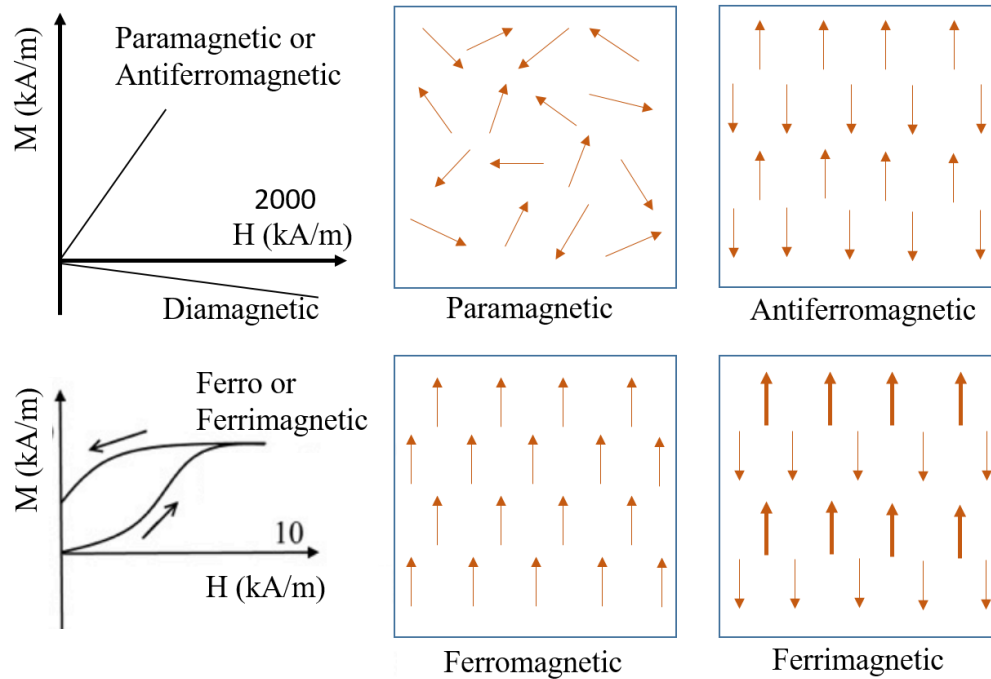 M (kA/m)
Paramagnetic or
Antiferromagnetic
2000
H (kA/m)
Diamagnetic
Paramagnetic
Antiferromagnetic
M (kA/m)
Ferro or
Ferrimagnetic
10
H (kA/m)
Ferromagnetic
Ferrimagnetic